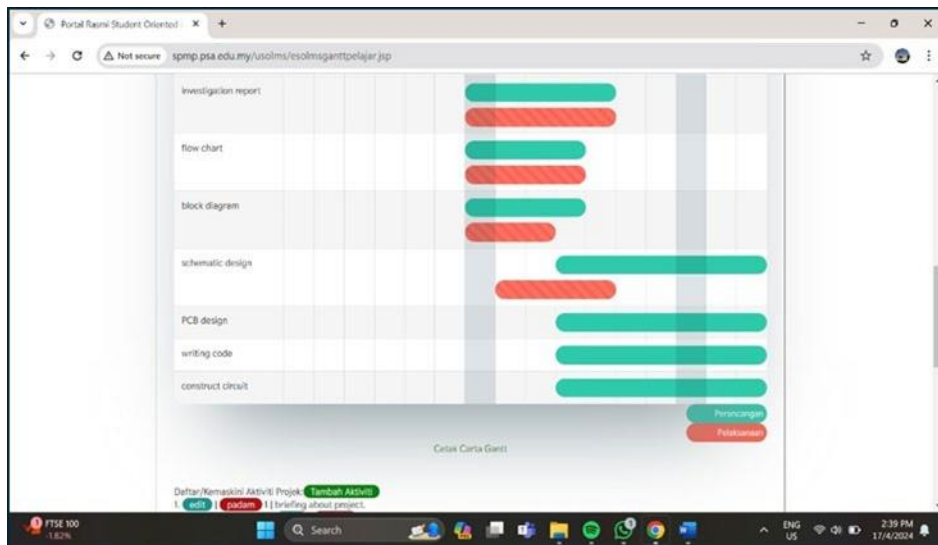 Portal Rasmi Student Oriented
Not secure
spmp.psa.edu.my/usolms/esolmsganttpelajar.jsp
investigation report
flow chart
block diagram
schematic design
PCB design
writing code
construct circuit
Perancangan
Pelaksanaan
Cetak Carta Gantt
Daftar/Kemaskini Aktiviti Projek: Tambah Aktiviti
1. edit | padam | 1 | briefing about project,
FTSE 100
-1.82%
Search
ENG
US
2:39 PM
17/4/2024